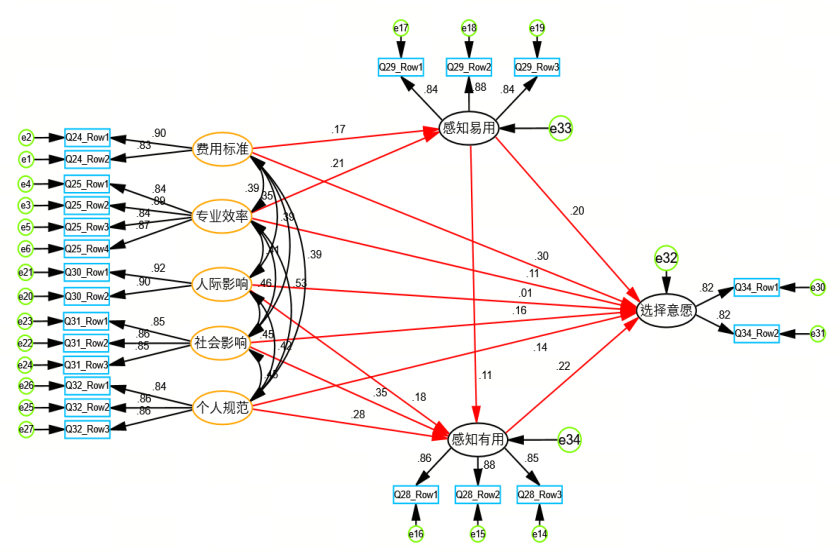 e17
e18
e19
Q29_Row1
Q29_Row2
Q29_Row3
.84
.88
.84
感知易用
e33
e2
Q24_Row1
.90
e1
Q24_Row2
.83
费用标准
.17
.21
e4
Q25_Row1
.84
e3
Q25_Row2
.89
e5
Q25_Row3
.84
e6
Q25_Row4
.87
专业效率
.39
.35
.39
.39
.20
.30
.11
.01
.16
.14
e32
选择意愿
.82
Q34_Row1
e30
.82
Q34_Row2
e31
e21
Q30_Row1
.92
e20
Q30_Row2
.90
人际影响
.46
.53
e23
Q31_Row1
.85
e22
Q31_Row2
.86
e24
Q31_Row3
.85
社会影响
.45
.42
e26
Q32_Row1
.84
e25
Q32_Row2
.86
e27
Q32_Row3
.86
个人规范
.18
.35
.28
.11
.22
感知有用
e34
.86
.88
.85
Q28_Row1
Q28_Row2
Q28_Row3
e16
e15
e14